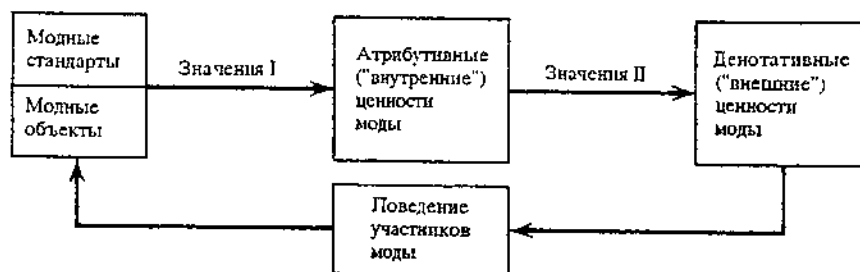 Модные
стандарты
Модные
объекты
Значения I
Атрибутивные
("внутренние")
ценности
моды
Значения II
Денотативные
("внешние")
ценности
моды
Поведение
участников
моды